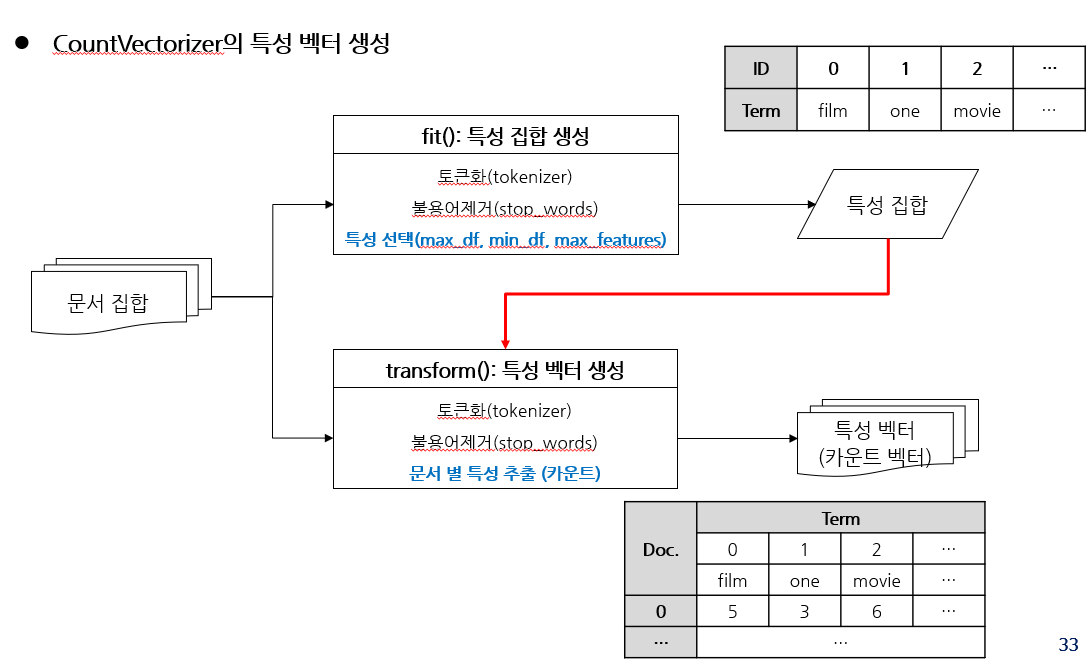 ● CountVectorizer의 특성 벡터 생성
ID 0 1 2 …
Term film one movie …
fit(): 특성 집합 생성
토큰화(tokenizer)
불용어제거(stop_words)
특성 선택(max_df, min_df, max_features)
특성 집합
문서 집합
transform(): 특성 벡터 생성
토큰화(tokenizer)
불용어제거(stop_words)
문서 별 특성 추출 (카운트)
특성 벡터
(카운트 벡터)
Doc. Term
0 1 2 …
film one movie …
0 5 3 6 …
… …
33